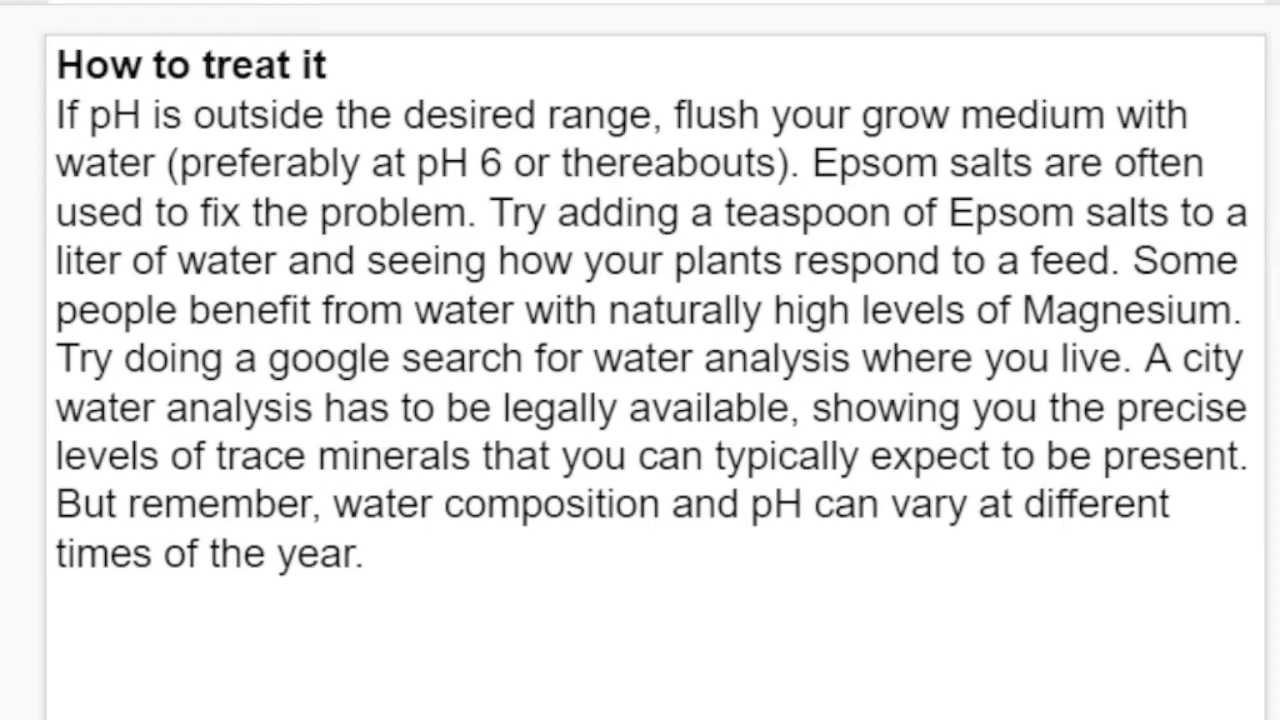 How to treat it
If pH is outside the desired range, flush your grow medium with
water (preferably at pH 6 or thereabouts). Epsom salts are often
used to fix the problem. Try adding a teaspoon of Epsom salts to a
liter of water and seeing how your plants respond to a feed. Some
people benefit from water with naturally high levels of Magnesium.
Try doing a google search for water analysis where you live. A city
water analysis has to be legally available, showing you the precise
levels of trace minerals that you can typically expect to be present.
But remember, water composition and pH can vary at different
times of the year.